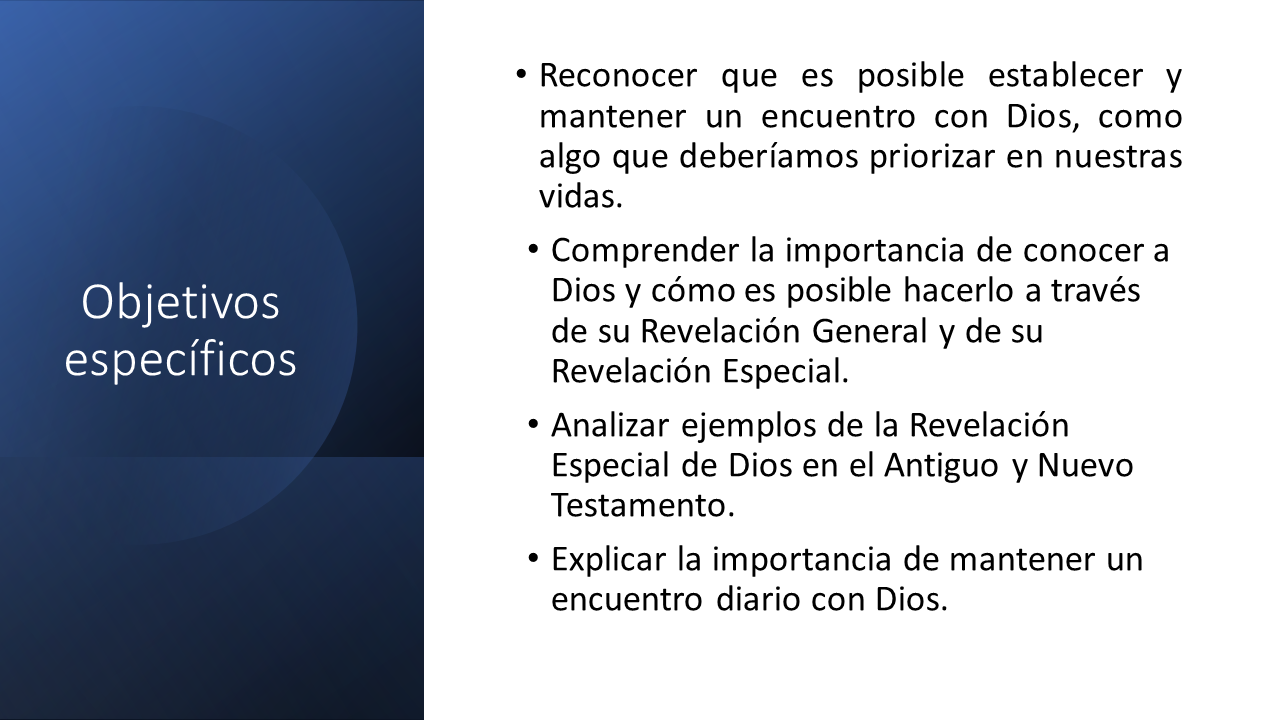 Objetivos
específicos
• Reconocer que es posible establecer y
mantener un encuentro con Dios, como
algo que deberíamos priorizar en nuestras
vidas.
• Comprender la importancia de conocer a
Dios y cómo es posible hacerlo a través
de su Revelación General y de su
Revelación Especial.
• Analizar ejemplos de la Revelación
Especial de Dios en el Antiguo y Nuevo
Testamento.
• Explicar la importancia de mantener un
encuentro diario con Dios.